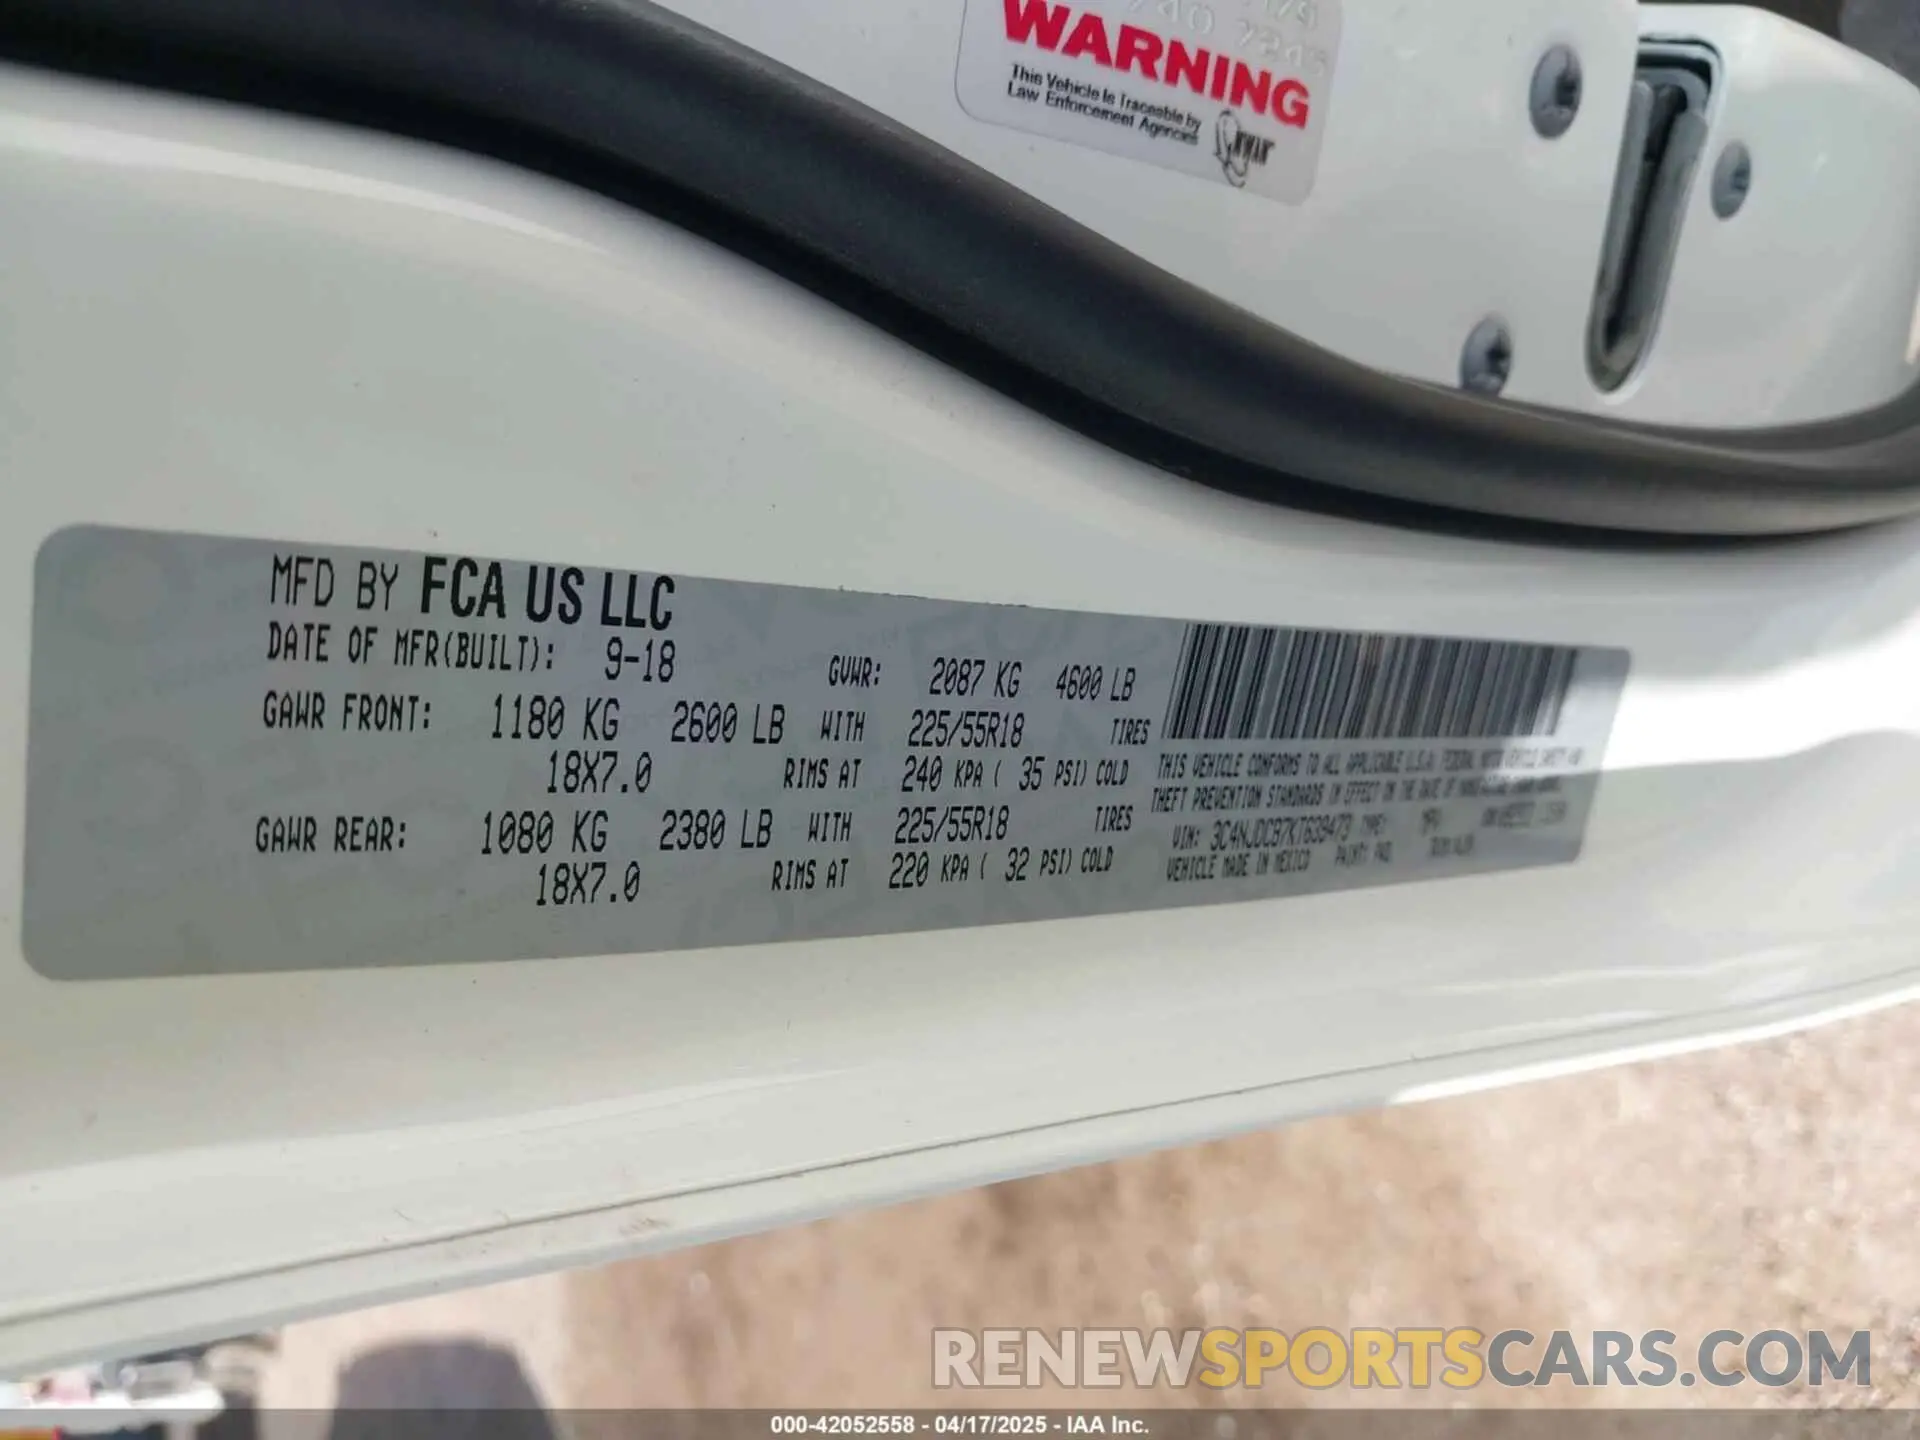 WARNING
This Vehicle Is Traceable by
Law Enforcement Agencies
MFD BY FCA US LLC
DATE OF MFR(BUILT): 9-18 GVWR: 2087 KG 4600 LB
GAWR FRONT: 1180 KG 2600 LB WITH 225/55R18 TIRES
18X7.0 RIMS AT 240 KPA ( 35 PSI) COLD
GAWR REAR: 1080 KG 2380 LB WITH 225/55R18 TIRES
18X7.0 RIMS AT 220 KPA ( 32 PSI) COLD
THIS VEHICLE CONFORMS TO ALL APPLICABLE U.S.A. FEDERAL MOTOR VEHICLE SAFETY AND
THEFT PREVENTION STANDARDS IN EFFECT ON THE DATE OF MANUFACTURE SHOWN ABOVE.
VIN: 3C4NJDCB7KT639473 TYPE: MPV
VEHICLE MADE IN MEXICO PAINT:
RENEWSPORTSCARS.COM
000-42052558 - 04/17/2025 - IAA Inc.